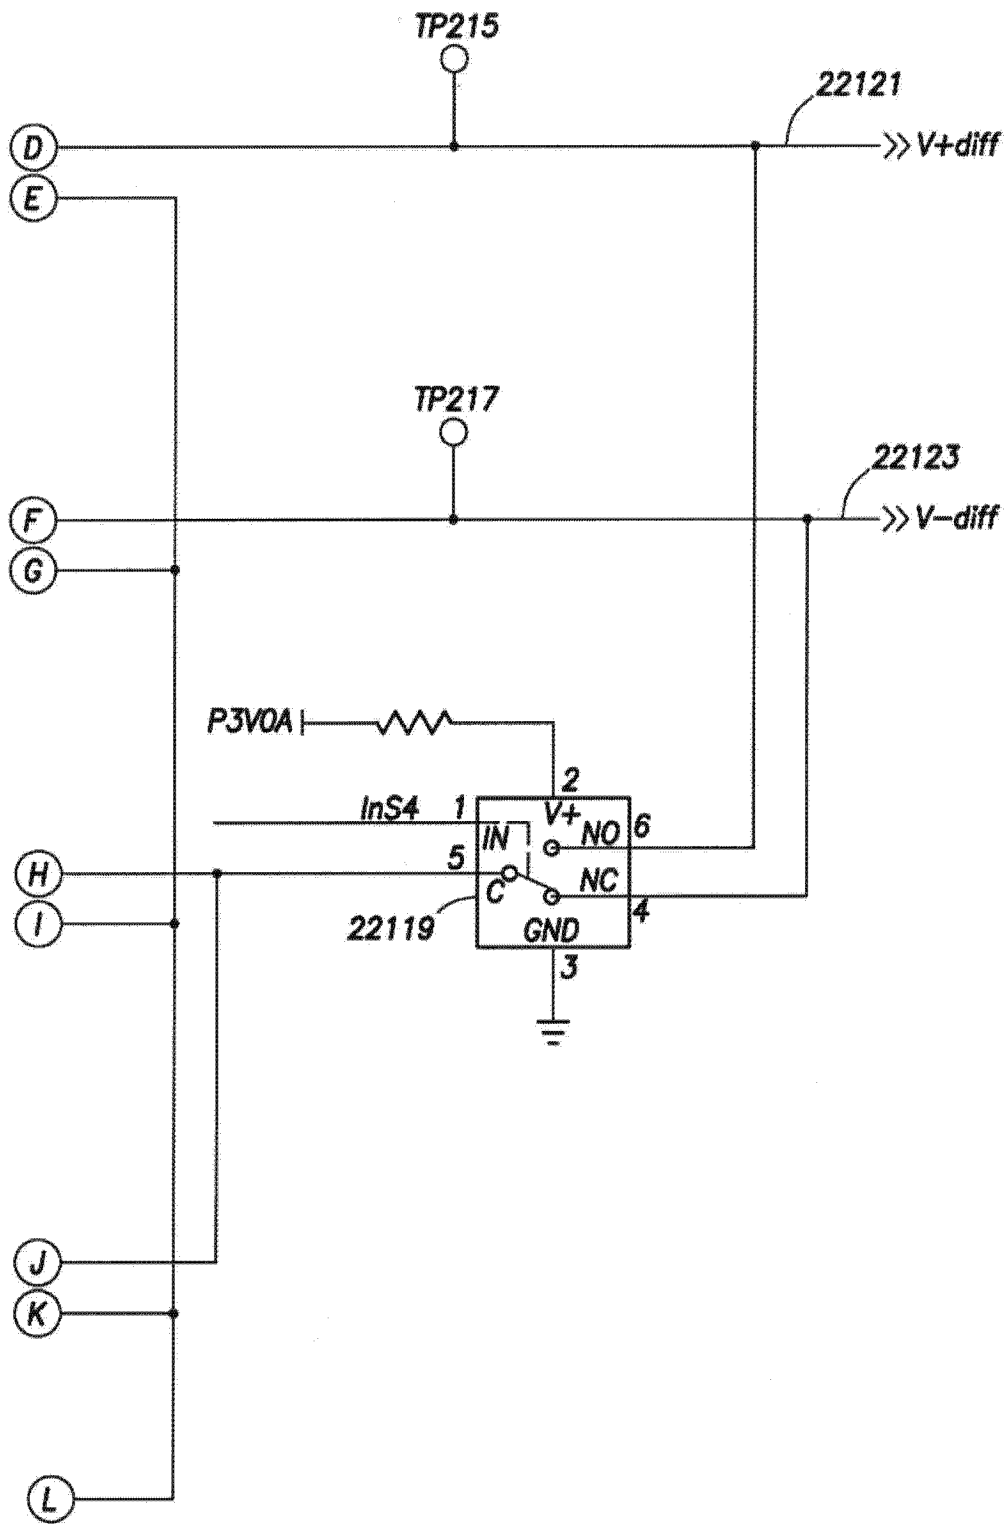 TP215
22121
D
V+diff
E
TP217
22123
F
V-diff
G
P3V0A
2
InS4
1
V+
6
IN
NO
5
H
C
NC
4
I
22119
GND
3
J
K
L